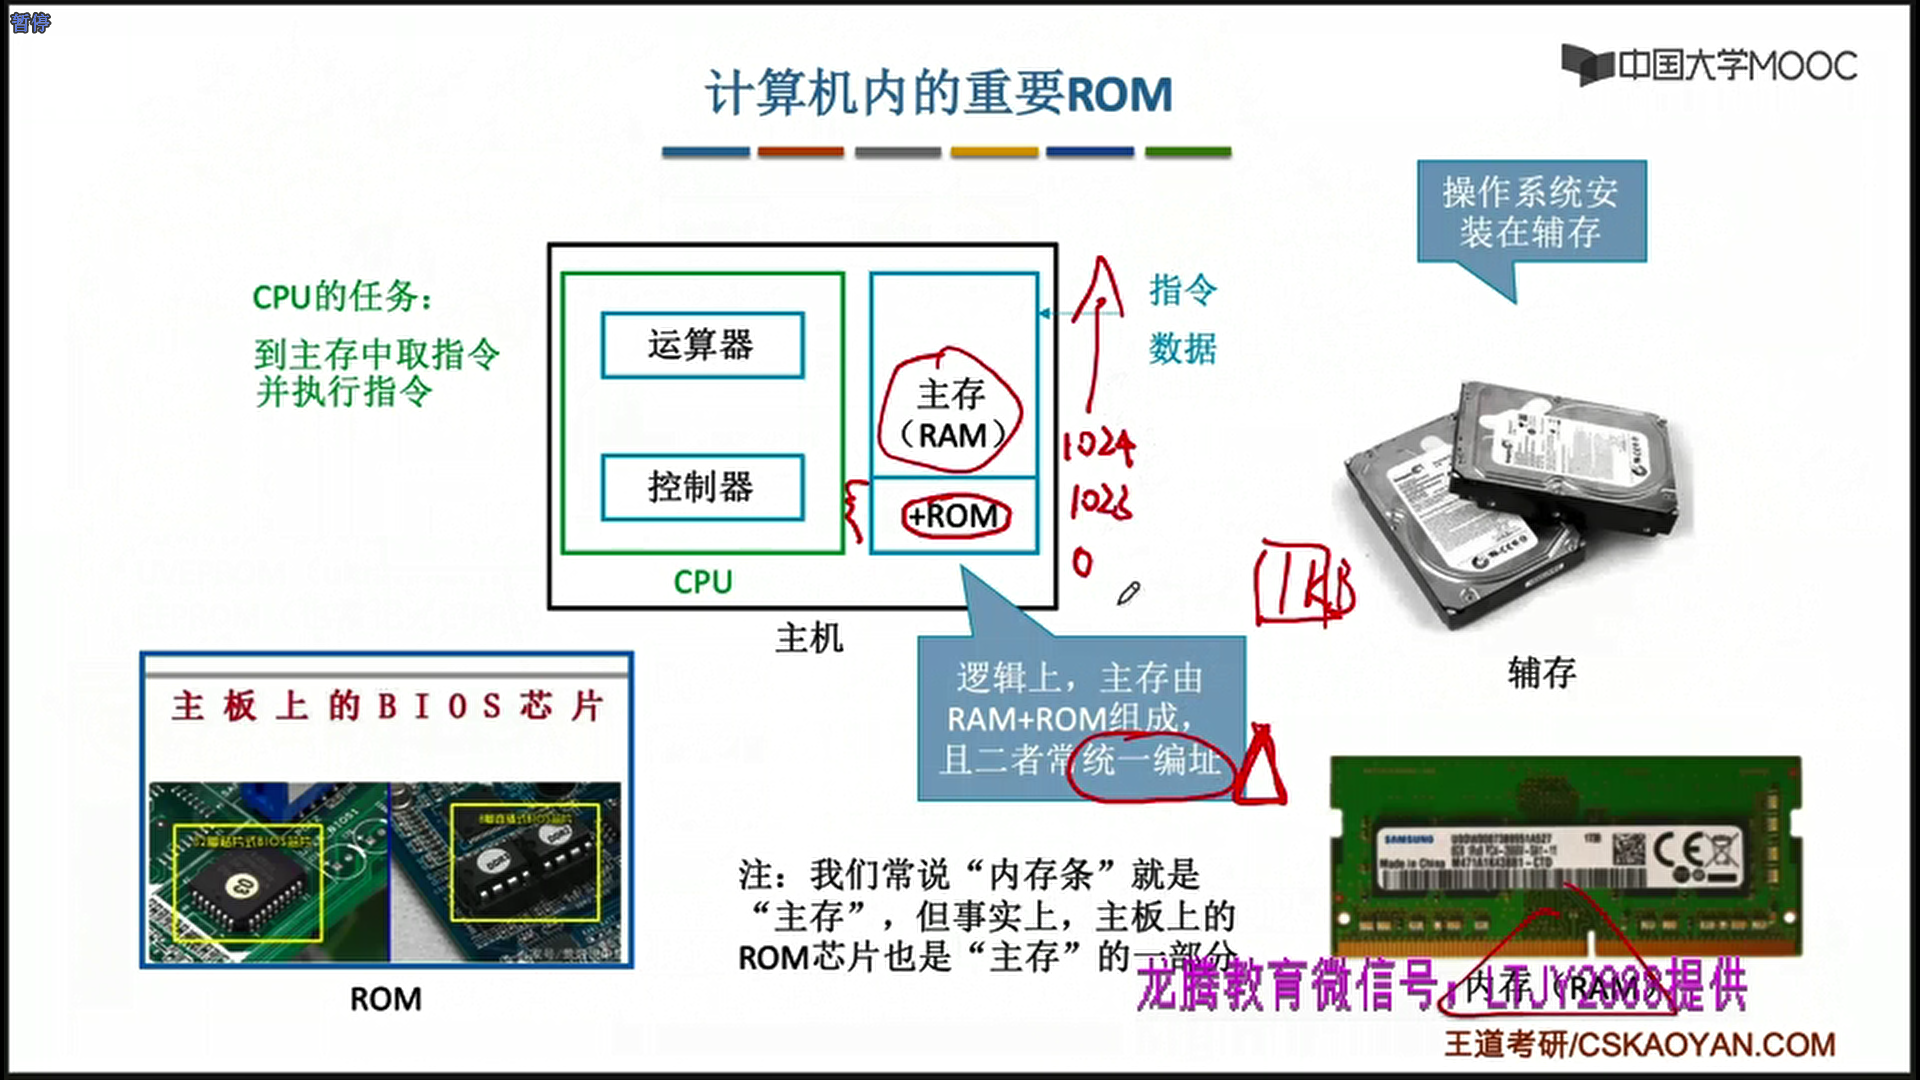 暂停
中国大学MOOC
计算机内的重要ROM
操作系统安
装在辅存
CPU的任务：
到主存中取指令
并执行指令
运算器
控制器
CPU
主存
（RAM）
+ROM
主机
指令
数据
1024
1023
0
1KB
辅存
逻辑上，主存由
RAM+ROM组成，
且二者常统一编址
主板上的BIOS芯片
ROM
注：我们常说“内存条”就是
“主存”，但事实上，主板上的
ROM芯片也是“主存”的一部分
SAMSUNG
Made in China
内存（RAM）
龙腾教育微信号：LTJY2008提供
王道考研/CSKAOYAN.COM